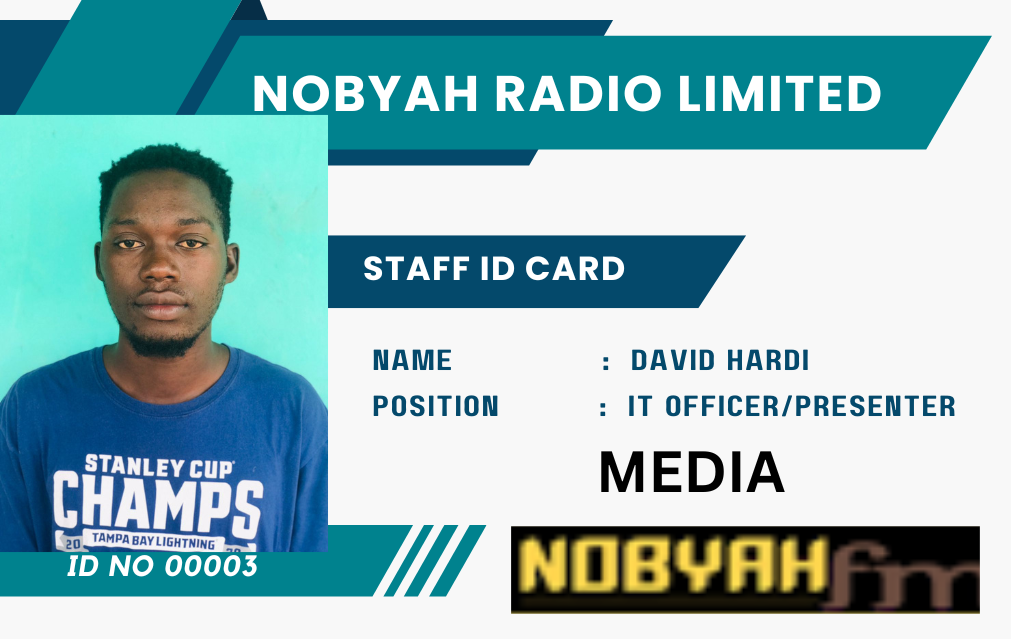 NOBYAH RADIO LIMITED
STAFF ID CARD
NAME : DAVID HARDI
POSITION : IT OFFICER/PRESENTER
MEDIA
STANLEY CUP
CHAMPS
20 TAMPA BAY LIGHTNING
ID NO 00003
NOBYAH fm